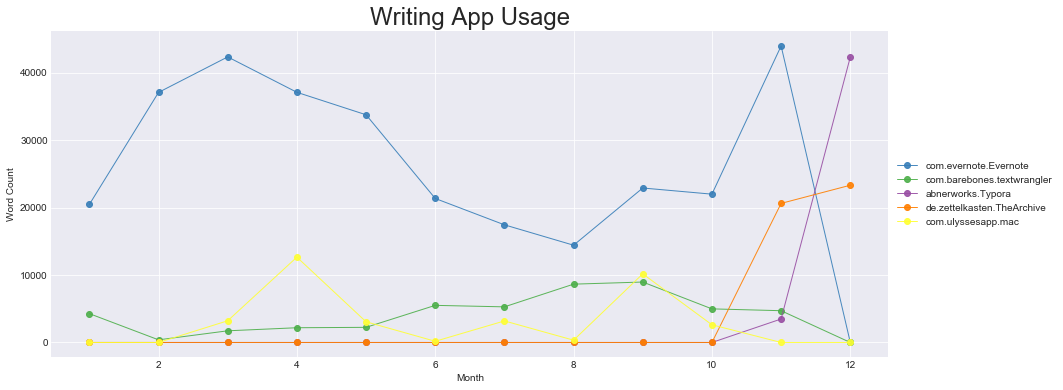 Writing App Usage
40000
30000
20000
10000
0
Word Count
2 4 6 8 10 12
Month
com.evernote.Evernote
com.barebones.textwrangler
abnerworks.Typora
de.zettelkasten.TheArchive
com.ulyssesapp.mac